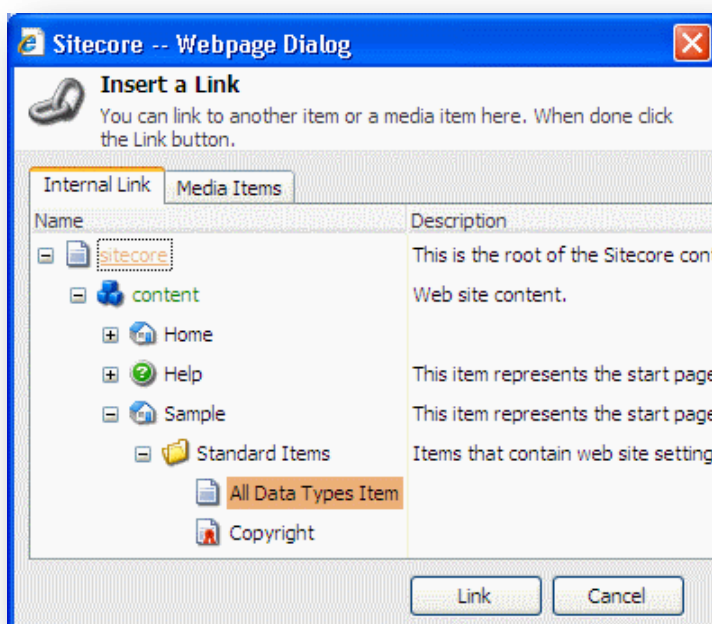 Sitecore -- Webpage Dialog
Insert a Link
You can link to another item or a media item here. When done click
the Link button.
Internal Link Media Items
Name Description
sitecore This is the root of the Sitecore con
content Web site content.
Home
Help This item represents the start page
Sample This item represents the start page
Standard Items Items that contain web site setting
All Data Types Item
Copyright
Link Cancel